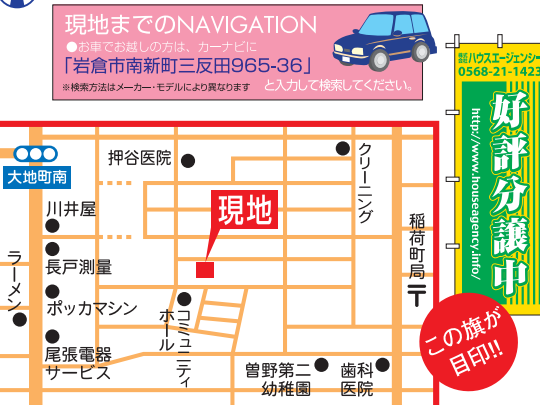 現地までのNAVIGATION
●お車でお越しの方は、カーナビに
「岩倉市南新町三反田965-36」
※検索方法はメーカー・モデルにより異なります
と入力して検索してください。
株式会社ハウスエージェンシー
0568-21-1423
好評分譲中
http://www.houseagency.info/
この旗が
目印!!
大地町南
押谷医院
クリーニング
川井屋
現地
稲荷町局
〒
長戸測量
ラーメン
ポッカマシン
コミュニティ
ホール
尾張電器
サービス
曽野第二
幼稚園
歯科
医院